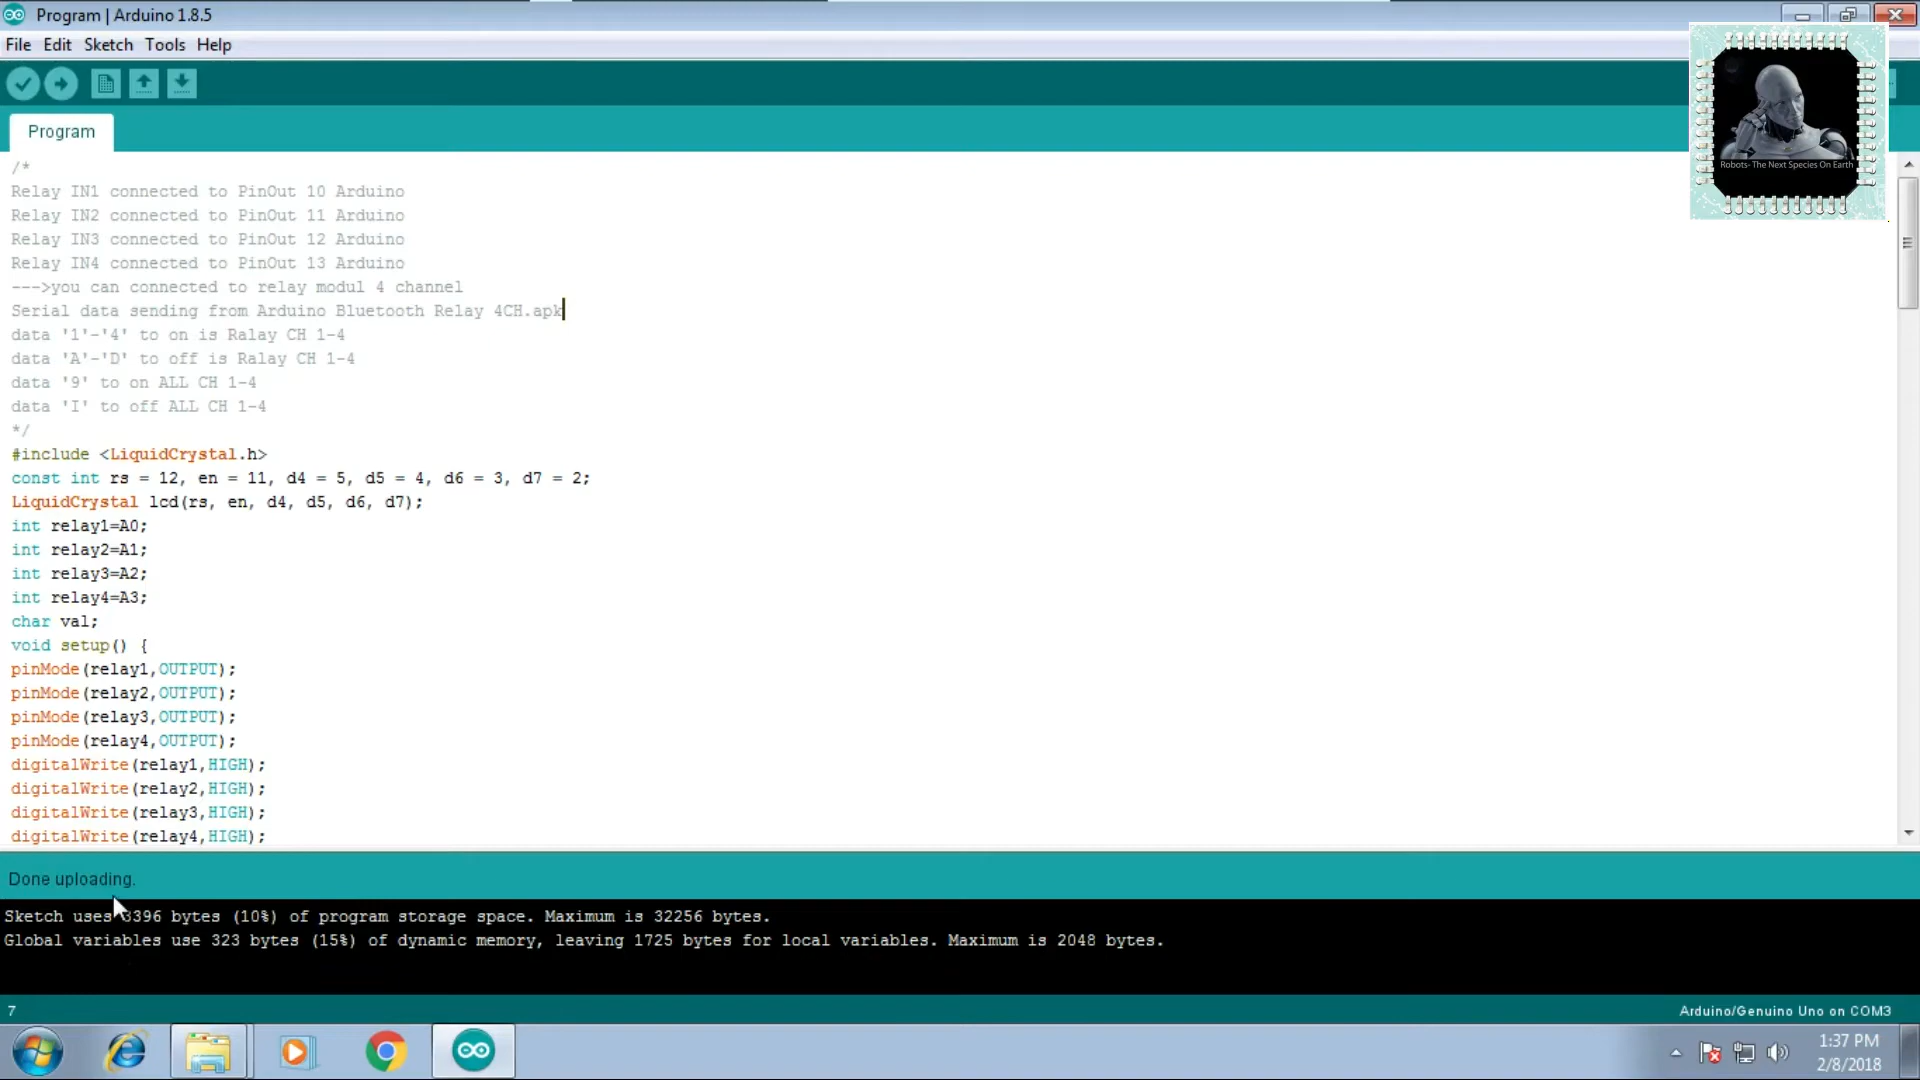 Program | Arduino 1.8.5
File Edit Sketch Tools Help
Robots- The Next Species On Earth
Program
/*
Relay IN1 connected to PinOut 10 Arduino
Relay IN2 connected to PinOut 11 Arduino
Relay IN3 connected to PinOut 12 Arduino
Relay IN4 connected to PinOut 13 Arduino
--->you can connected to relay modul 4 channel
Serial data sending from Arduino Bluetooth Relay 4CH.apk
data '1'-'4' to on is Ralay CH 1-4
data 'A'-'D' to off is Ralay CH 1-4
data '9' to on ALL CH 1-4
data 'I' to off ALL CH 1-4
*/
#include <LiquidCrystal.h>
const int rs = 12, en = 11, d4 = 5, d5 = 4, d6 = 3, d7 = 2;
LiquidCrystal lcd(rs, en, d4, d5, d6, d7);
int relay1=A0;
int relay2=A1;
int relay3=A2;
int relay4=A3;
char val;
void setup() {
pinMode(relay1,OUTPUT);
pinMode(relay2,OUTPUT);
pinMode(relay3,OUTPUT);
pinMode(relay4,OUTPUT);
digitalWrite(relay1,HIGH);
digitalWrite(relay2,HIGH);
digitalWrite(relay3,HIGH);
digitalWrite(relay4,HIGH);
Done uploading.
Sketch uses 3396 bytes (10%) of program storage space. Maximum is 32256 bytes.
Global variables use 323 bytes (15%) of dynamic memory, leaving 1725 bytes for local variables. Maximum is 2048 bytes.
7
Arduino/Genuino Uno on COM3
1:37 PM
2/8/2018